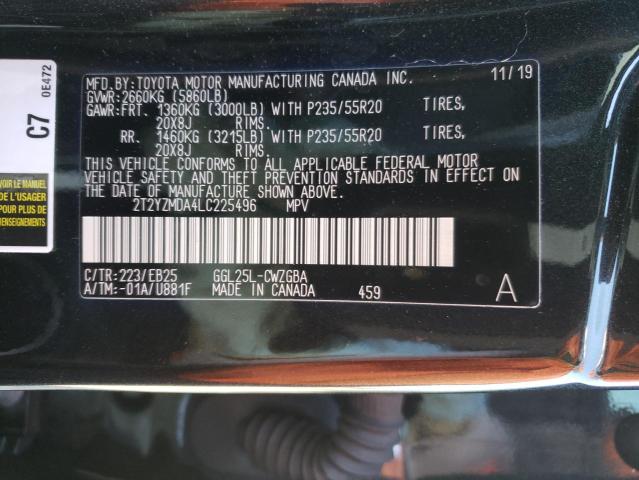 MFD.BY:TOYOTA MOTOR MANUFACTURING CANADA INC. 11/19
GVWR:2660KG (5860LB)
GAWR:FRT. 1360KG (3000LB) WITH P235/55R20 TIRES,
20X8J RIMS.
RR. 1460KG (3215LB) WITH P235/55R20 TIRES,
20X8J RIMS.
THIS VEHICLE CONFORMS TO ALL APPLICABLE FEDERAL MOTOR
VEHICLE SAFETY AND THEFT PREVENTION STANDARDS IN EFFECT ON
THE DATE OF MANUFACTURE SHOWN ABOVE.
2T2YZMDA4LC225496 MPV
C/TR:223/EB25 GGL25L-CWZGBA
A/TM:-01A/U881F MADE IN CANADA 459 A
C7
0E472
VOIR LE MANUEL
DE L'USAGER
POUR PLUS DE